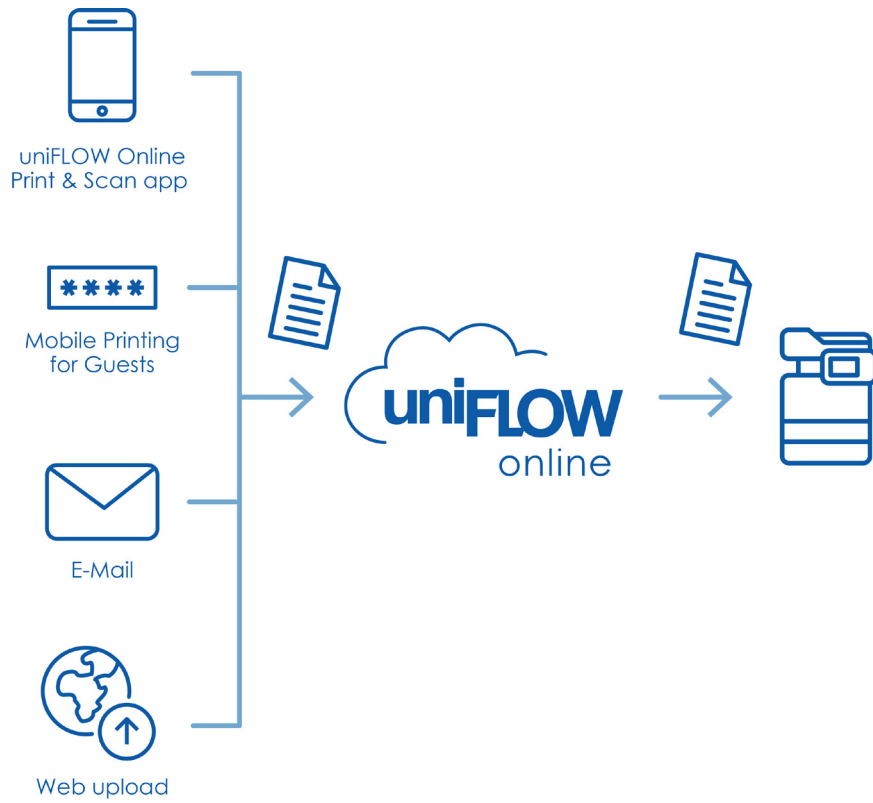 uniFLOW Online
Print & Scan app
****
Mobile Printing
for Guests
E-Mail
Web upload
uniFLOW
online